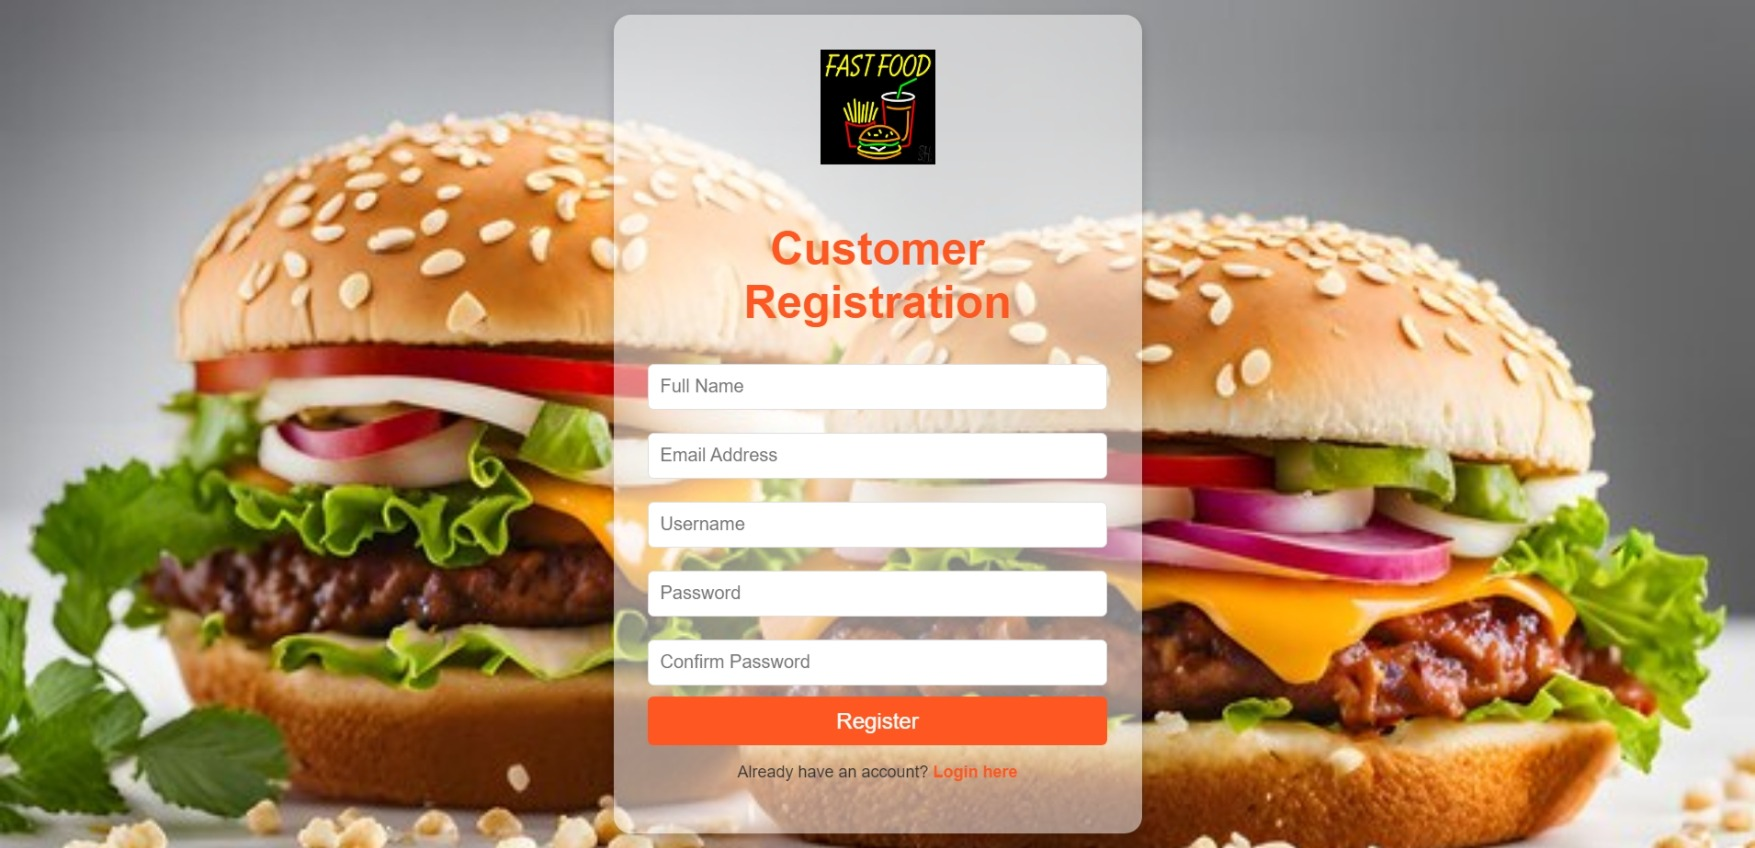 FAST FOOD
Customer
Registration
Full Name
Email Address
Username
Password
Confirm Password
Register
Already have an account? Login here